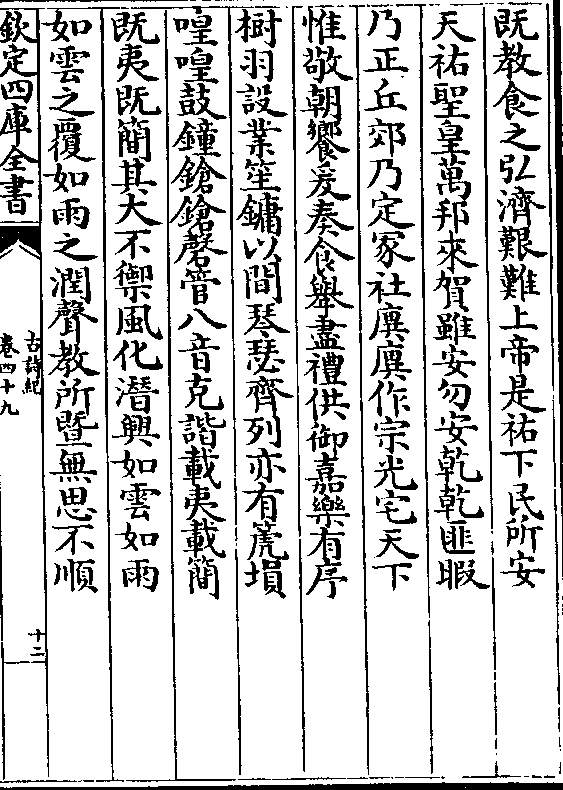 既教食之弘濟艱難上帝是祐下民所安
天祐聖皇萬邦來賀雖安勿安乾乾匪暇
乃正丘郊乃定冢社廙廙作宗光宅天下
惟敬朝饗爰奏食舉盡禮供御嘉樂有序
樹羽設業笙鏞以間琴瑟齊列亦有篪塤
喤喤鼓鐘鎗鎗磬管八音克諧載夷載簡
既夷既簡其大不禦風化潛興如雲如雨
如雲之覆如雨之潤聲教所暨無思不順
欽定四庫全書
古詩紀
卷四十九
十二